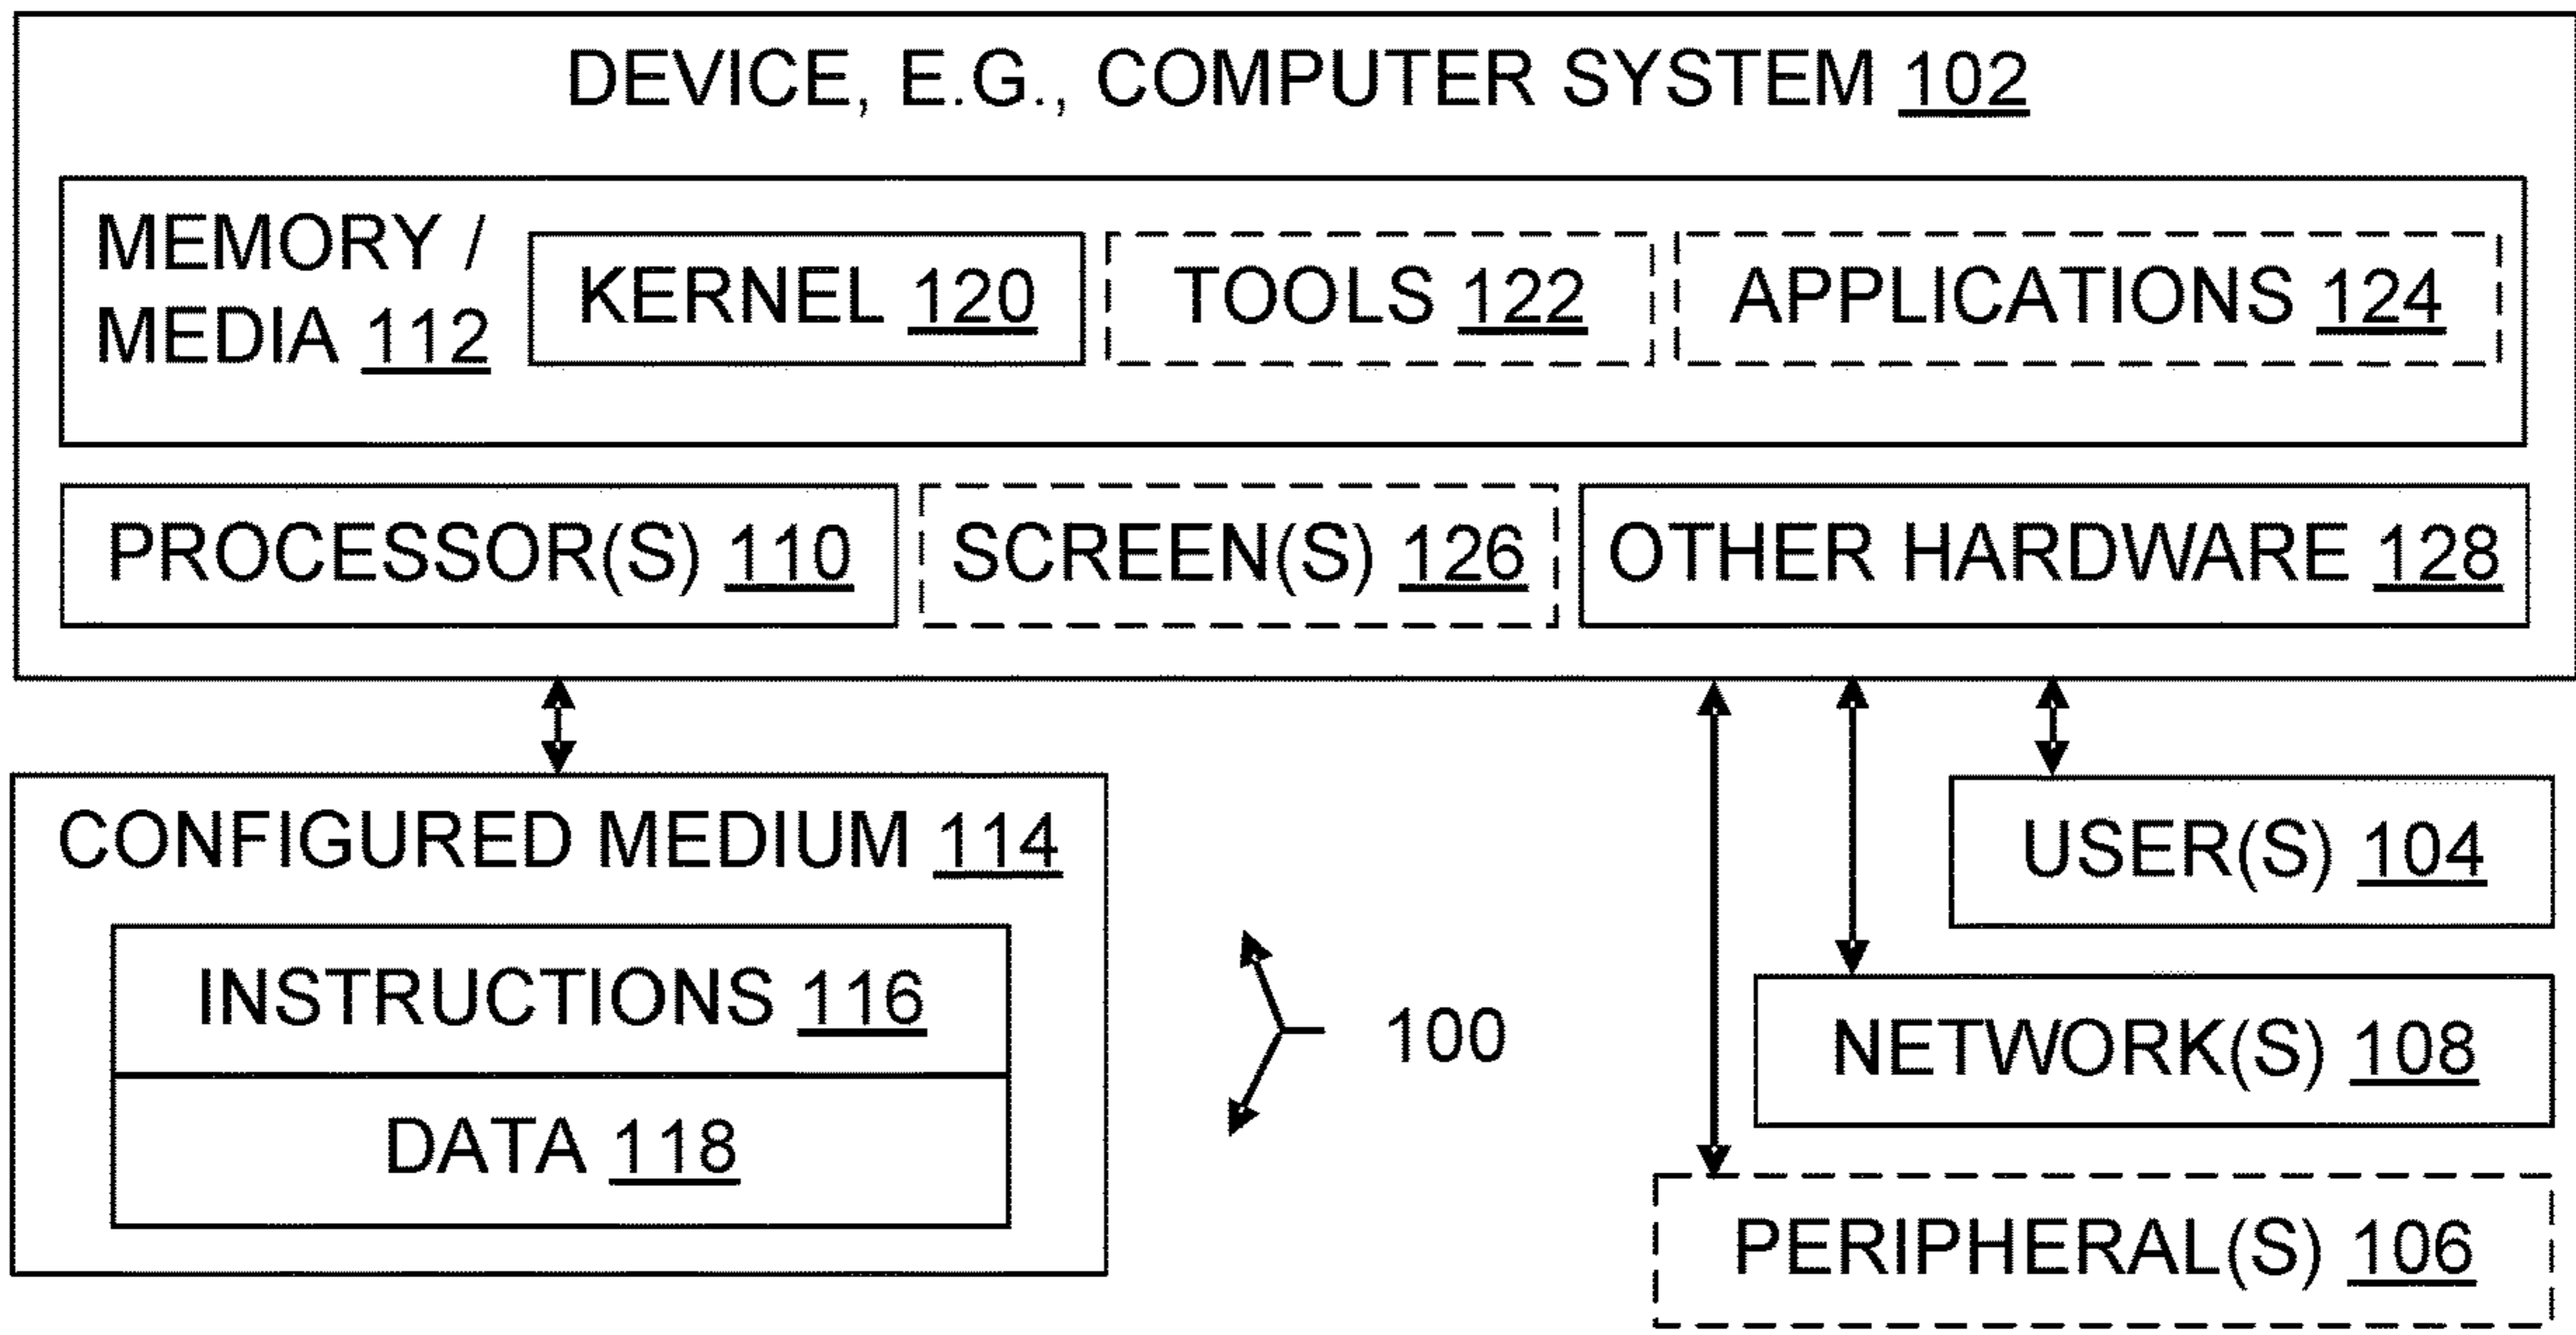 DEVICE, E.G., COMPUTER SYSTEM 102
MEMORY /
MEDIA 112
KERNEL 120
TOOLS 122
APPLICATIONS 124
PROCESSOR(S) 110
SCREEN(S) 126
OTHER HARDWARE 128
CONFIGURED MEDIUM 114
INSTRUCTIONS 116
DATA 118
100
USER(S) 104
NETWORK(S) 108
PERIPHERAL(S) 106